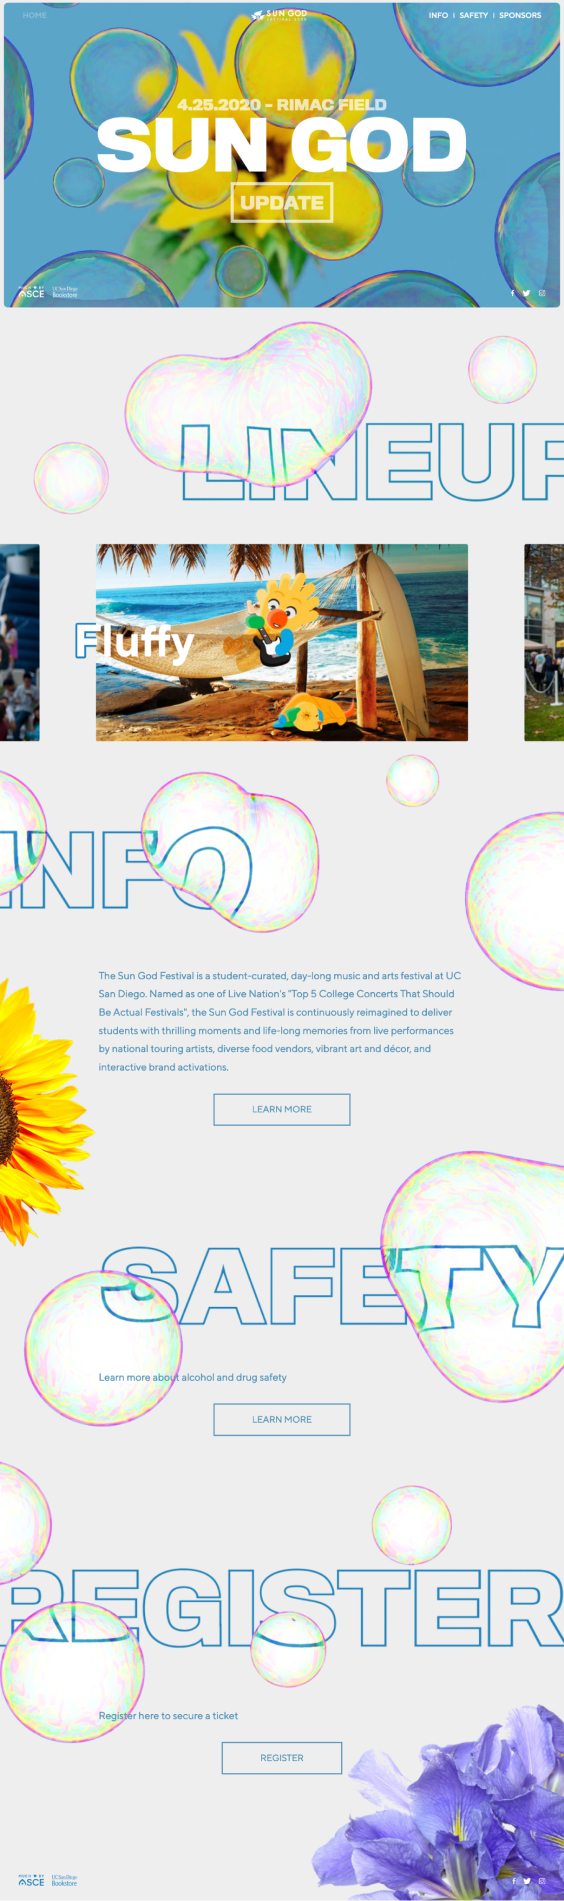 HOME
SUN GOD
FESTIVAL 2020
INFO | SAFETY | SPONSORS
4.25.2020 - RIMAC FIELD
SUN GOD
UPDATE
ASCE
UC San Diego
Bookstore
LINEUP
Fluffy
INFO
The Sun God Festival is a student-curated, day-long music and arts festival at UC
San Diego. Named as one of Live Nation's "Top 5 College Concerts That Should
Be Actual Festivals", the Sun God Festival is continuously reimagined to deliver
students with thrilling moments and life-long memories from live performances
by national touring artists, diverse food vendors, vibrant art and décor, and
interactive brand activations.
LEARN MORE
SAFETY
Learn more about alcohol and drug safety
LEARN MORE
REGISTER
Register here to secure a ticket
REGISTER
ASCE
UC San Diego
Bookstore